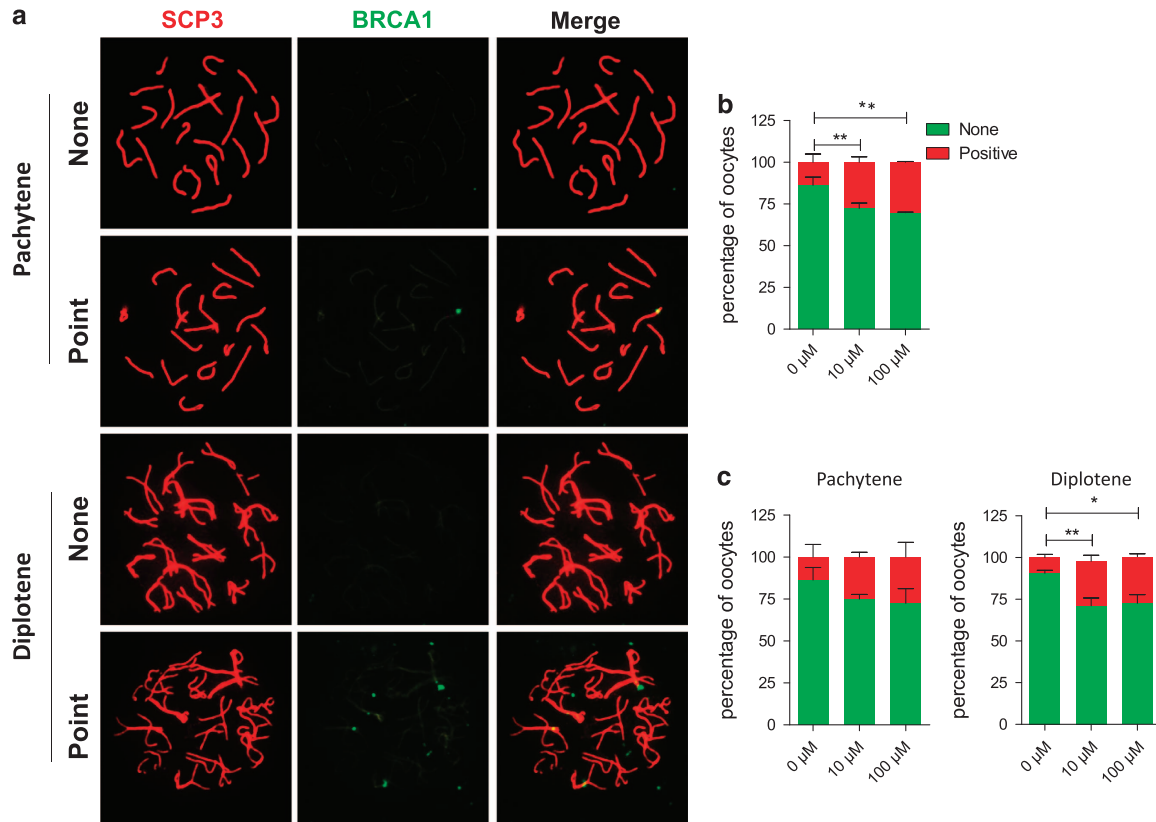 a
SCP3 BRCA1 Merge
Pachytene
None
Point
Diplotene
None
Point
b
percentage of oocytes
125
100
75
50
25
0
**
**
None
Positive
0 µM 10 µM 100 µM
c
Pachytene
percentage of oocytes
125
100
75
50
25
0
0 µM 10 µM 100 µM
Diplotene
percentage of oocytes
125
100
75
50
25
0
*
**
0 µM 10 µM 100 µM